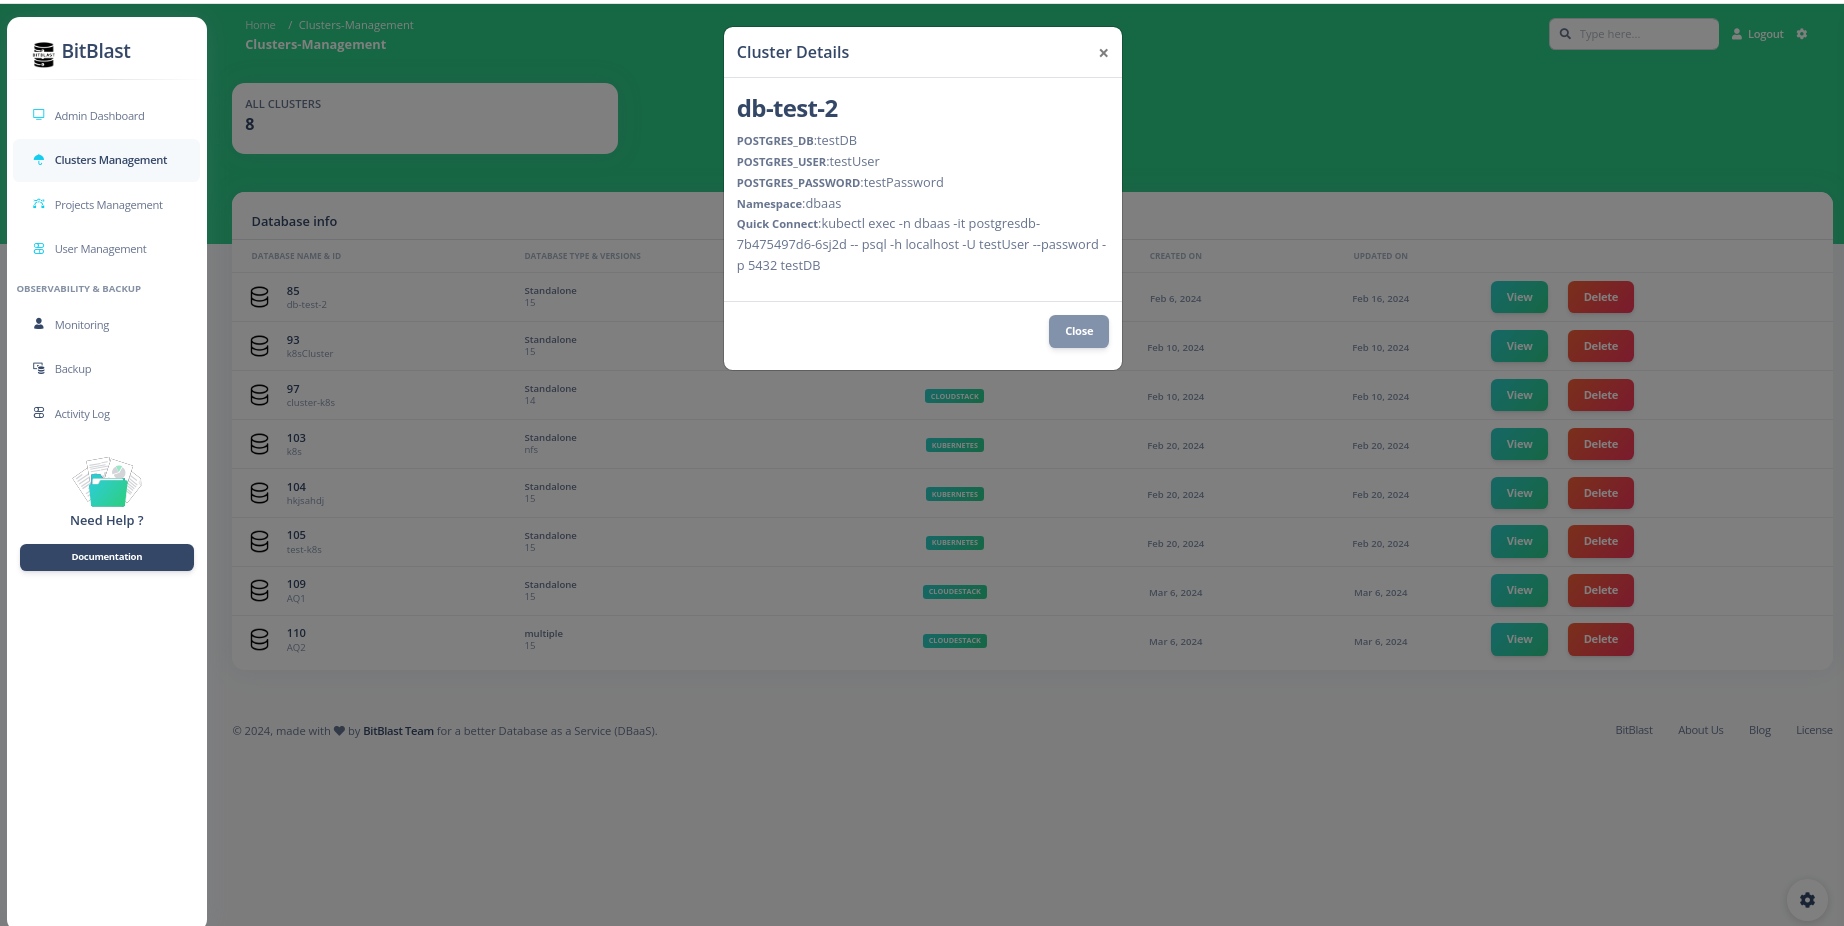 BitBlast
Admin Dashboard
Clusters Management
Projects Management
User Management
OBSERVABILITY & BACKUP
Monitoring
Backup
Activity Log
Need Help ?
Documentation
Home / Clusters-Management
Clusters-Management
Type here...
Logout
ALL CLUSTERS
8
Cluster Details
×
db-test-2
POSTGRES_DB:testDB
POSTGRES_USER:testUser
POSTGRES_PASSWORD:testPassword
Namespace:dbaas
Quick Connect:kubectl exec -n dbaas -it postgresdb-
7b475497d6-6sj2d -- psql -h localhost -U testUser --password -
p 5432 testDB
Close
Database info
DATABASE NAME & ID DATABASE TYPE & VERSIONS CREATED ON UPDATED ON
85 Standalone
db-test-2 15 Feb 6, 2024 Feb 16, 2024 View Delete
93 Standalone
k8sCluster 15 Feb 10, 2024 Feb 10, 2024 View Delete
97 Standalone
cluster-k8s 14 CLOUDSTACK Feb 10, 2024 Feb 10, 2024 View Delete
103 Standalone
k8s nfs KUBERNETES Feb 20, 2024 Feb 20, 2024 View Delete
104 Standalone
hkjsahdj 15 KUBERNETES Feb 20, 2024 Feb 20, 2024 View Delete
105 Standalone
test-k8s 15 KUBERNETES Feb 20, 2024 Feb 20, 2024 View Delete
109 Standalone
AQ1 15 CLOUDESTACK Mar 6, 2024 Mar 6, 2024 View Delete
110 multiple
AQ2 15 CLOUDESTACK Mar 6, 2024 Mar 6, 2024 View Delete
© 2024, made with ♥ by BitBlast Team for a better Database as a Service (DBaaS).
BitBlast About Us Blog License